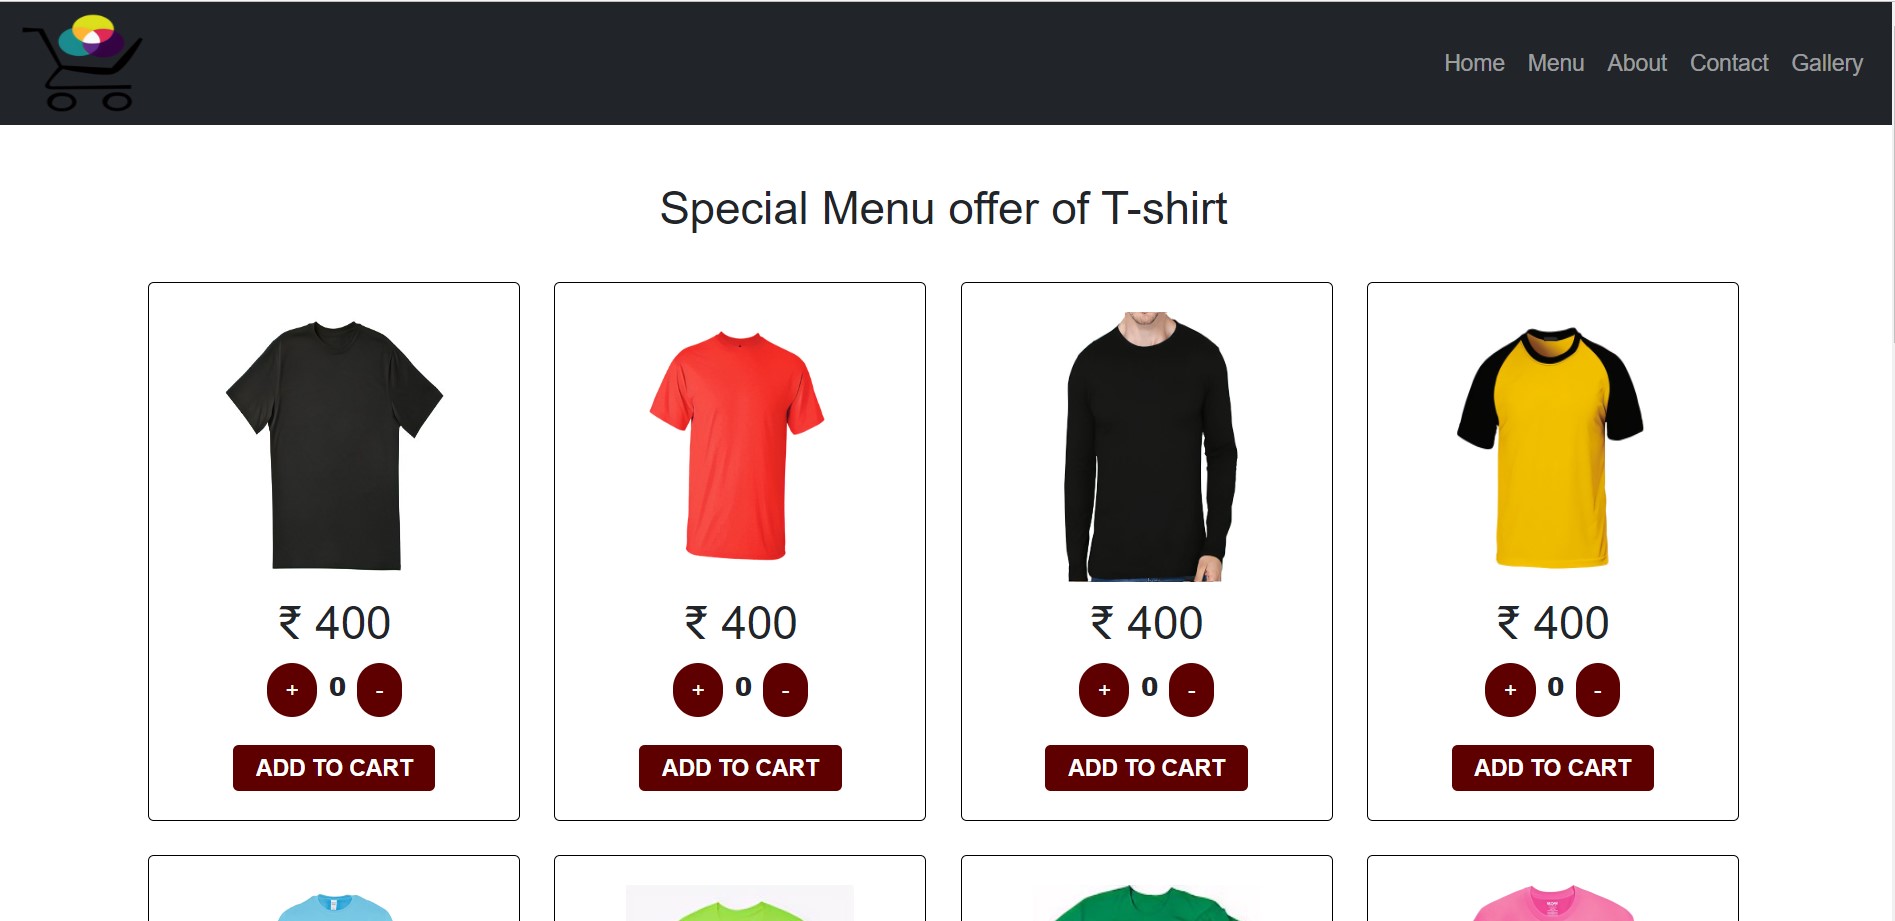 Home Menu About Contact Gallery
Special Menu offer of T-shirt
₹ 400 ₹ 400 ₹ 400 ₹ 400
+ 0 - + 0 - + 0 - + 0 -
ADD TO CART ADD TO CART ADD TO CART ADD TO CART